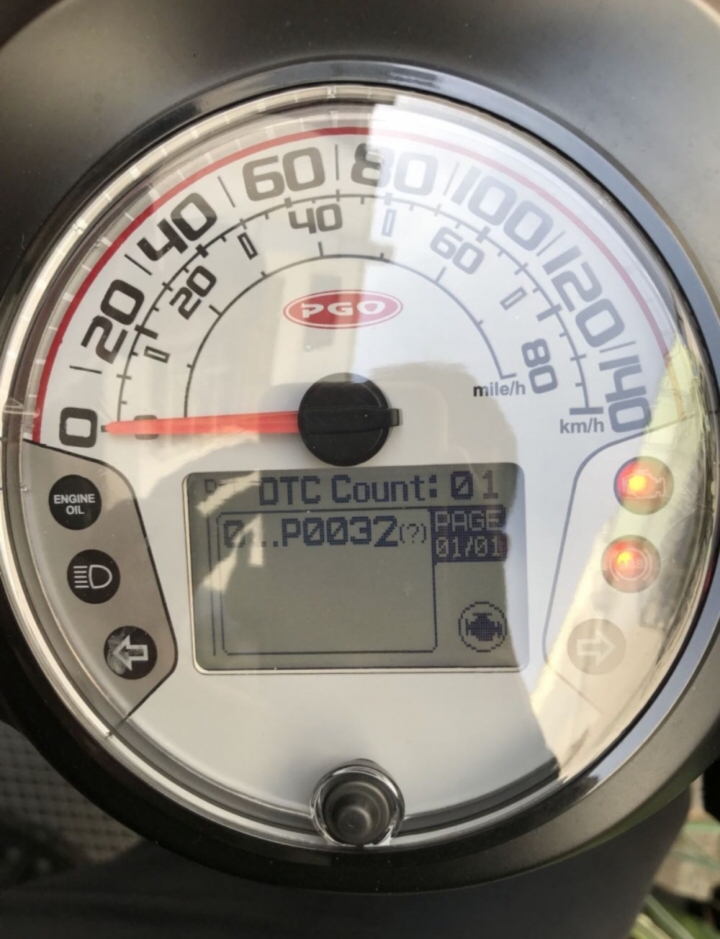 60
80
40
100
40
60
20
120
20
PGO
80
140
mile/h
0
km/h
DTC Count: 01
ENGINE
OIL
P0032(?)
PAGE
01/01